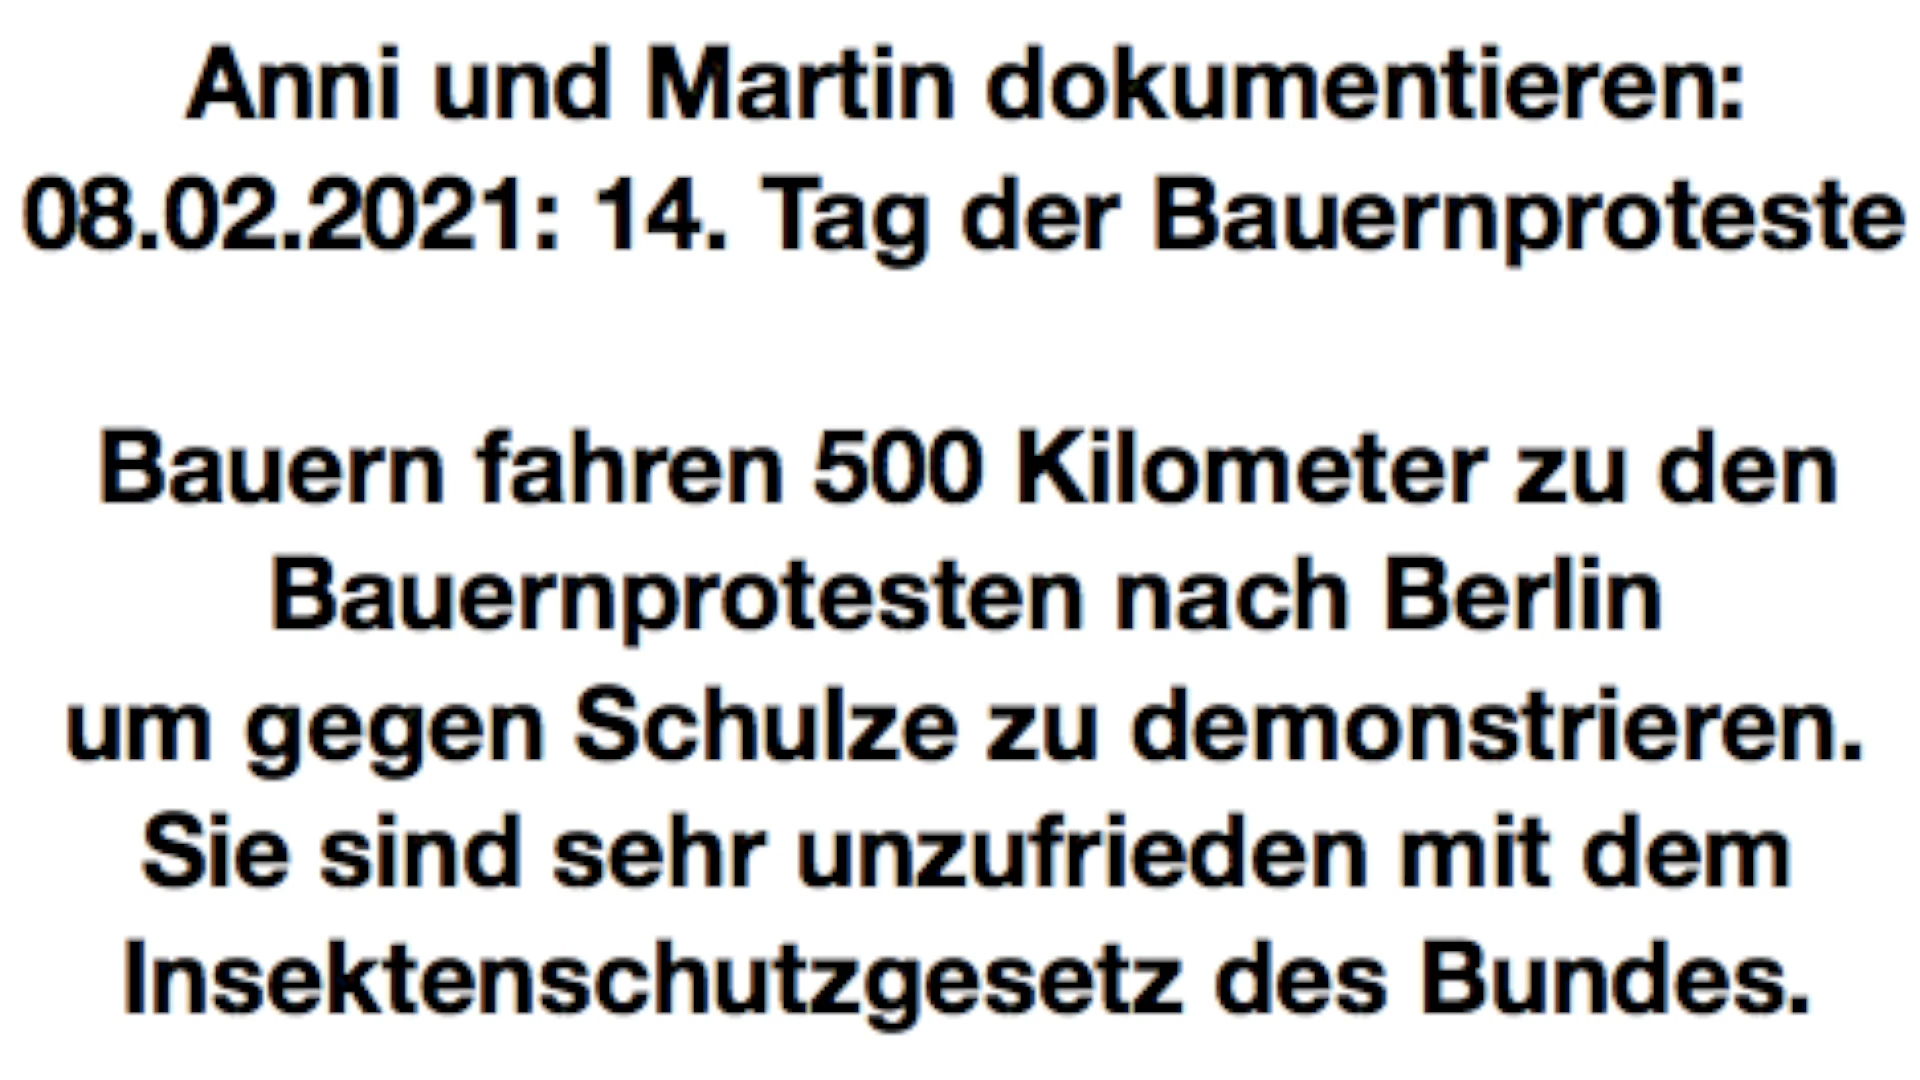 Anni und Martin dokumentieren:
08.02.2021: 14. Tag der Bauernproteste
Bauern fahren 500 Kilometer zu den
Bauernprotesten nach Berlin
um gegen Schulze zu demonstrieren.
Sie sind sehr unzufrieden mit dem
Insektenschutzgesetz des Bundes.